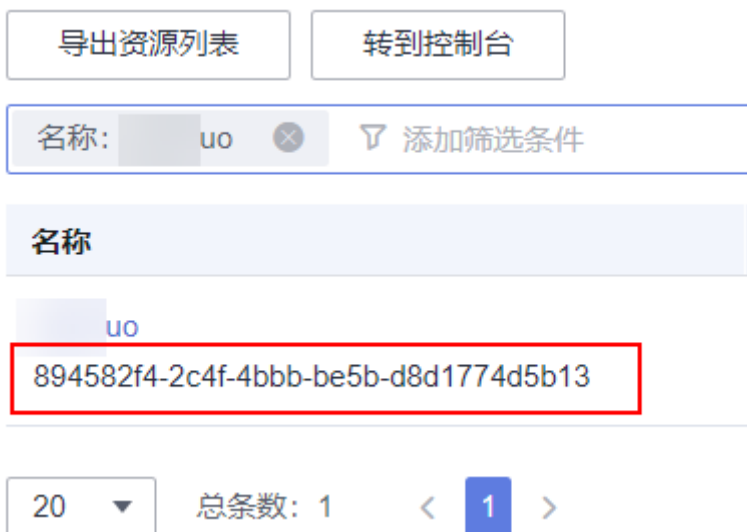 导出资源列表 转到控制台
名称： uo 添加筛选条件
名称
uo
894582f4-2c4f-4bbb-be5b-d8d1774d5b13
20 总条数：1 < 1 >